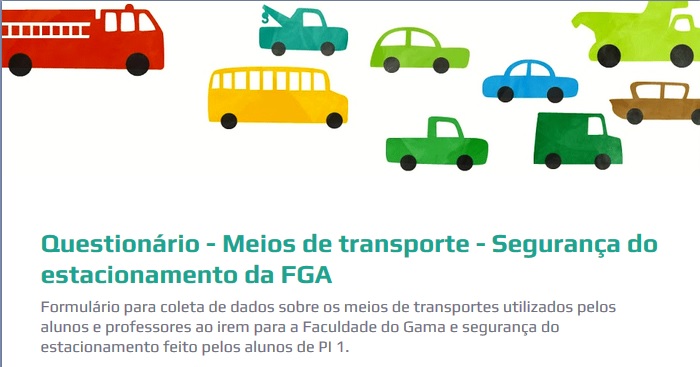 Questionário - Meios de transporte - Segurança do
estacionamento da FGA
Formulário para coleta de dados sobre os meios de transportes utilizados pelos
alunos e professores ao irem para a Faculdade do Gama e segurança do
estacionamento feito pelos alunos de PI 1.